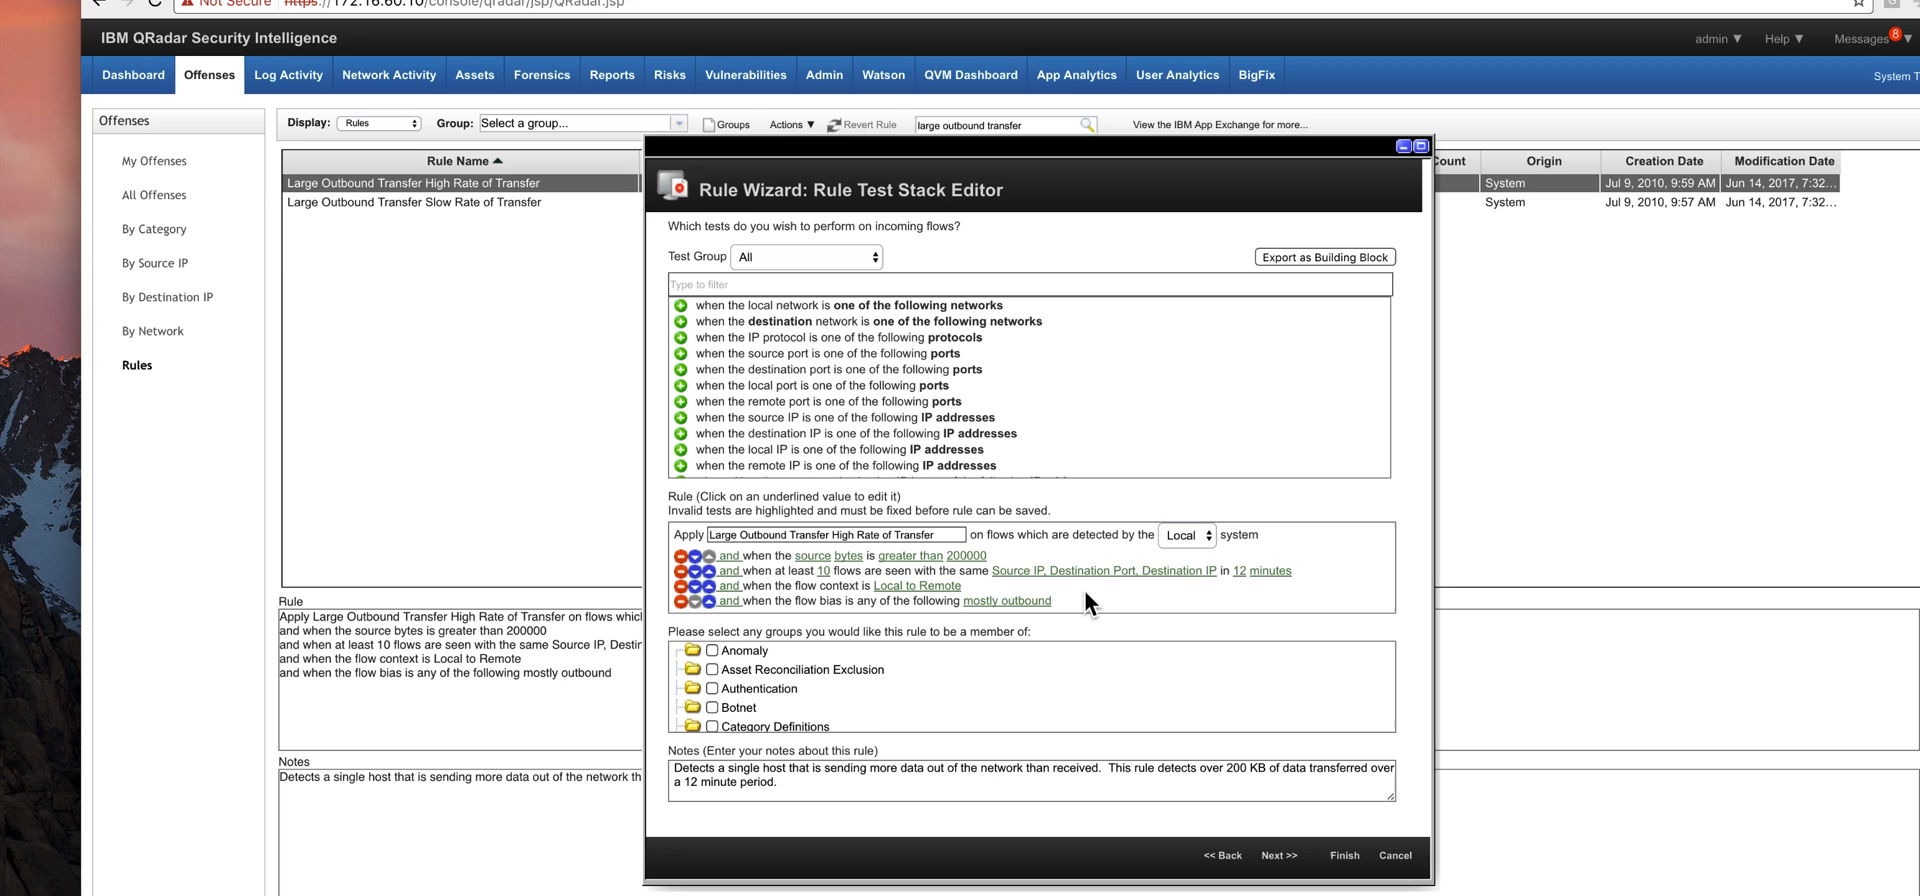 Not Secure https://172.16.60.10/console/qradar/jsp/QRadar.jsp
IBM QRadar Security Intelligence
admin ▼ Help ▼ Messages 8 ▼
Dashboard Offenses Log Activity Network Activity Assets Forensics Reports Risks Vulnerabilities Admin Watson QVM Dashboard App Analytics User Analytics BigFix System T
Offenses
My Offenses
All Offenses
By Category
By Source IP
By Destination IP
By Network
Rules
Display: Rules Group: Select a group... Groups Actions ▼ Revert Rule large outbound transfer View the IBM App Exchange for more...
Rule Name Count Origin Creation Date Modification Date
Large Outbound Transfer High Rate of Transfer System Jul 9, 2010, 9:59 AM Jun 14, 2017, 7:32...
Large Outbound Transfer Slow Rate of Transfer System Jul 9, 2010, 9:57 AM Jun 14, 2017, 7:32...
Rule
Apply Large Outbound Transfer High Rate of Transfer on flows whic
and when the source bytes is greater than 200000
and when at least 10 flows are seen with the same Source IP, Destin
and when the flow context is Local to Remote
and when the flow bias is any of the following mostly outbound
Notes
Detects a single host that is sending more data out of the network th
Rule Wizard: Rule Test Stack Editor
Which tests do you wish to perform on incoming flows?
Test Group All Export as Building Block
Type to filter
when the local network is one of the following networks
when the destination network is one of the following networks
when the IP protocol is one of the following protocols
when the source port is one of the following ports
when the destination port is one of the following ports
when the local port is one of the following ports
when the remote port is one of the following ports
when the source IP is one of the following IP addresses
when the destination IP is one of the following IP addresses
when the local IP is one of the following IP addresses
when the remote IP is one of the following IP addresses
Rule (Click on an underlined value to edit it)
Invalid tests are highlighted and must be fixed before rule can be saved.
Apply Large Outbound Transfer High Rate of Transfer on flows which are detected by the Local system
and when the source bytes is greater than 200000
and when at least 10 flows are seen with the same Source IP, Destination Port, Destination IP in 12 minutes
and when the flow context is Local to Remote
and when the flow bias is any of the following mostly outbound
Please select any groups you would like this rule to be a member of:
Anomaly
Asset Reconciliation Exclusion
Authentication
Botnet
Category Definitions
Notes (Enter your notes about this rule)
Detects a single host that is sending more data out of the network than received. This rule detects over 200 KB of data transferred over
a 12 minute period.
<< Back Next >> Finish Cancel